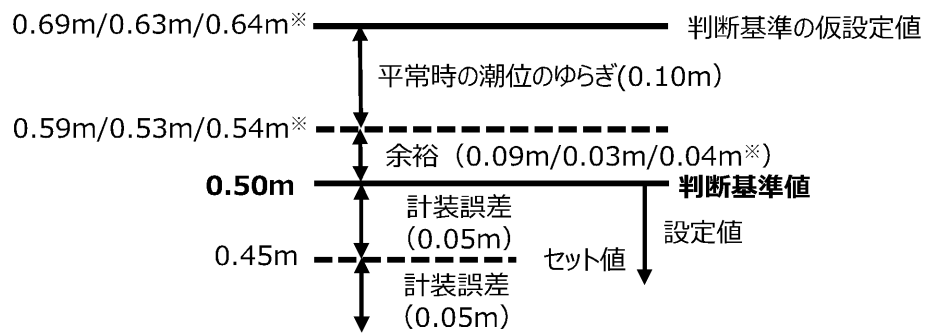 0.69m/0.63m/0.64m※ 判断基準の仮設定値
平常時の潮位のゆらぎ(0.10m）
0.59m/0.53m/0.54m※
余裕（0.09m/0.03m/0.04m※）
0.50m 判断基準値
計装誤差
（0.05m）
設定値
0.45m セット値
計装誤差
（0.05m）